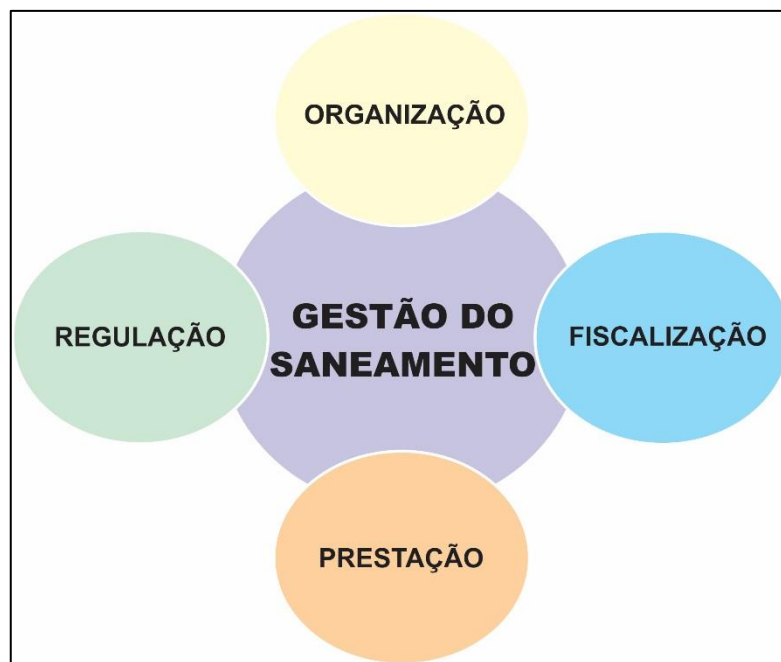 ORGANIZAÇÃO
REGULAÇÃO
GESTÃO DO
SANEAMENTO
FISCALIZAÇÃO
PRESTAÇÃO